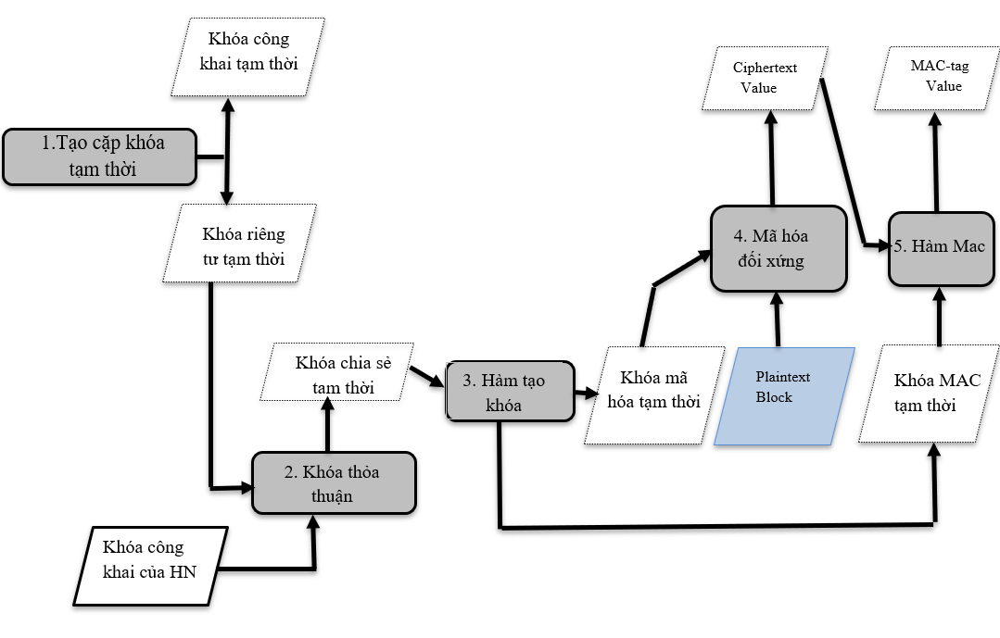 Khóa công
khai tạm thời
1.Tạo cặp khóa
tạm thời
Khóa riêng
tư tạm thời
Khóa chia sẻ
tạm thời
2. Khóa thỏa
thuận
Khóa công
khai của HN
3. Hàm tạo
khóa
Khóa mã
hóa tạm thời
Ciphertext
Value
4. Mã hóa
đối xứng
Plaintext
Block
MAC-tag
Value
5. Hàm Mac
Khóa MAC
tạm thời